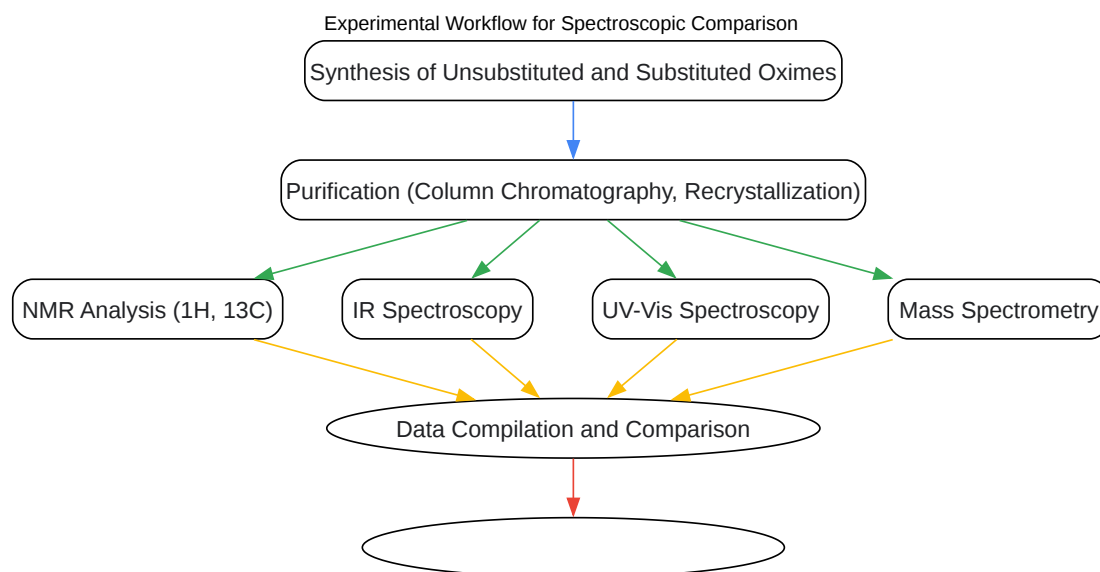 Experimental Workflow for Spectroscopic Comparison
Synthesis of Unsubstituted and Substituted Oximes
Purification (Column Chromatography, Recrystallization)
NMR Analysis (1H, 13C)
IR Spectroscopy
UV-Vis Spectroscopy
Mass Spectrometry
Data Compilation and Comparison